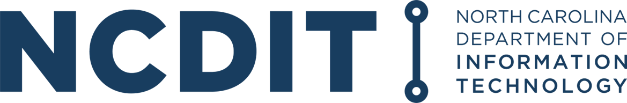 NCDIT
NORTH CAROLINA
DEPARTMENT OF
INFORMATION
TECHNOLOGY